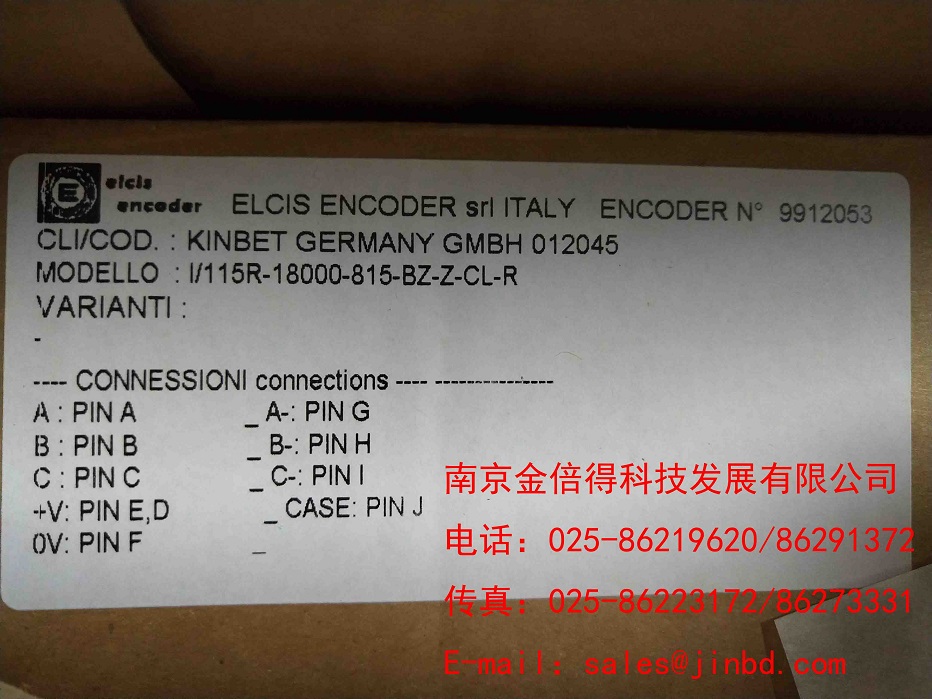 elcis
encoder
ELCIS ENCODER srl ITALY ENCODER N° 9912053
CLI/COD. : KINBET GERMANY GMBH 012045
MODELLO : I/115R-18000-815-BZ-Z-CL-R
VARIANTI :
-
---- CONNESSIONI connections ---- ---------------
A : PIN A _ A-: PIN G
B : PIN B _ B-: PIN H
C : PIN C _ C-: PIN I
+V: PIN E,D _ CASE: PIN J
0V: PIN F _
南京金倍得科技发展有限公司
电话：025-86219620/86291372
传真：025-86223172/86273331
E-mail：sales@jinbd.com